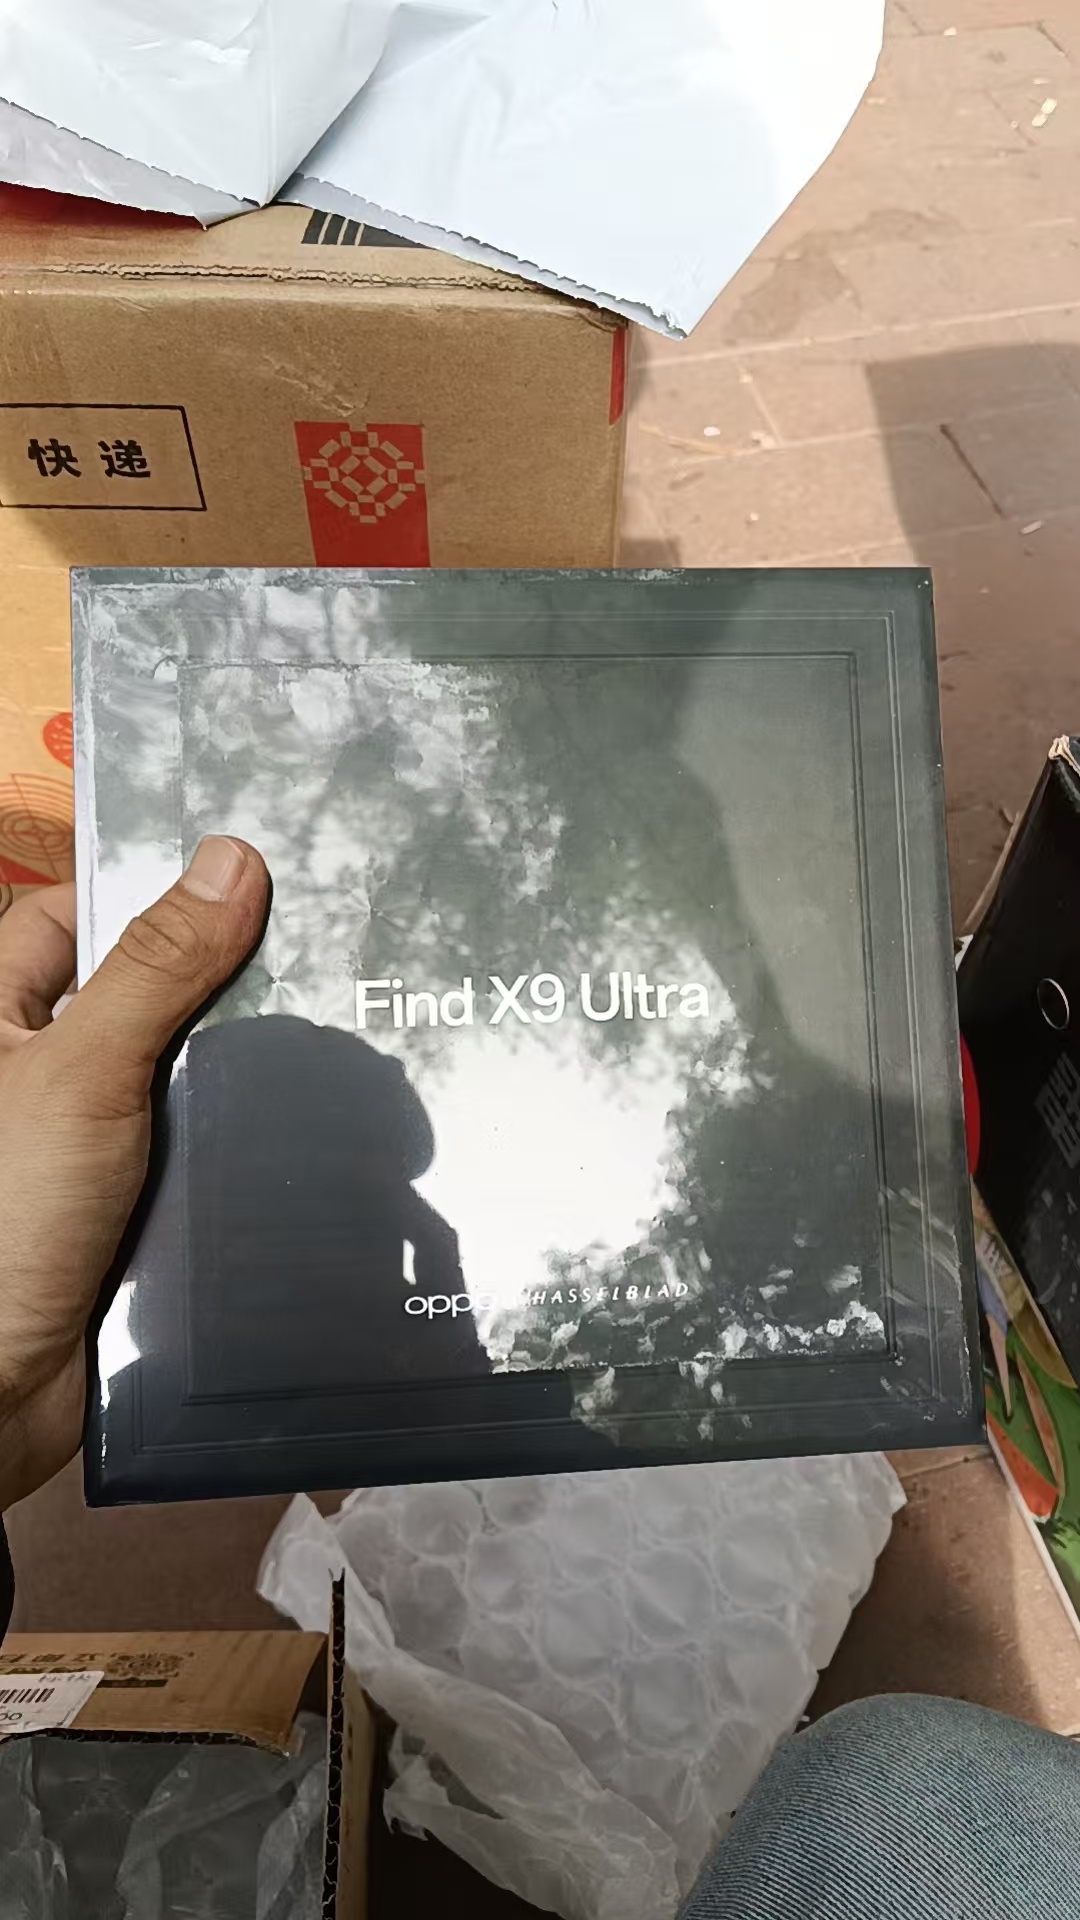 快递
Find X9 Ultra
oppo HASSELBLAD